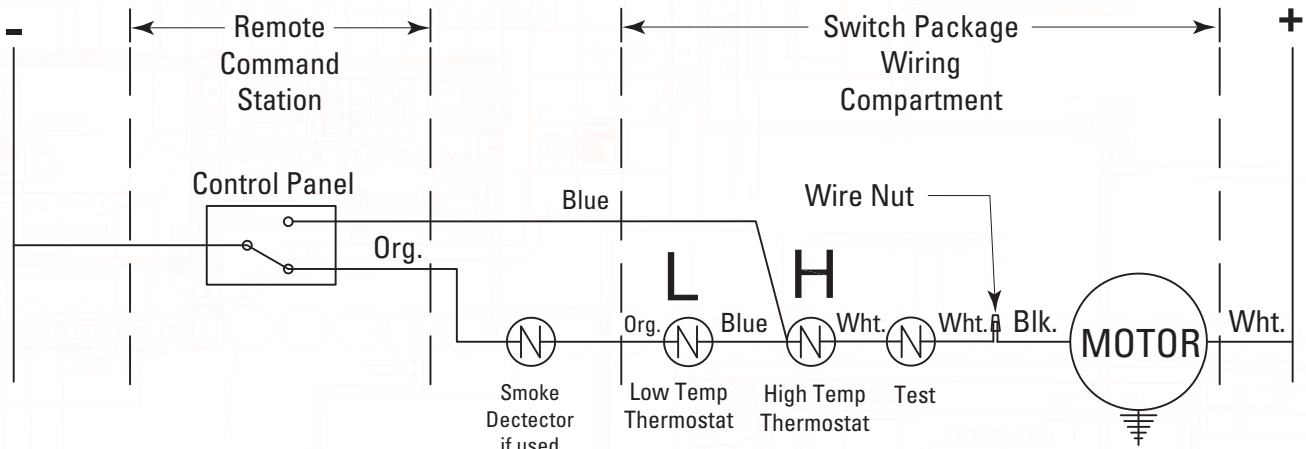 -
Remote
Command
Station
Switch Package
Wiring
Compartment
+
Control Panel
Blue
Wire Nut
Org.
L
H
Org.
Blue
Wht.
Wht.
Blk.
MOTOR
Wht.
Smoke
Dectector
if used
Low Temp
Thermostat
High Temp
Thermostat
Test